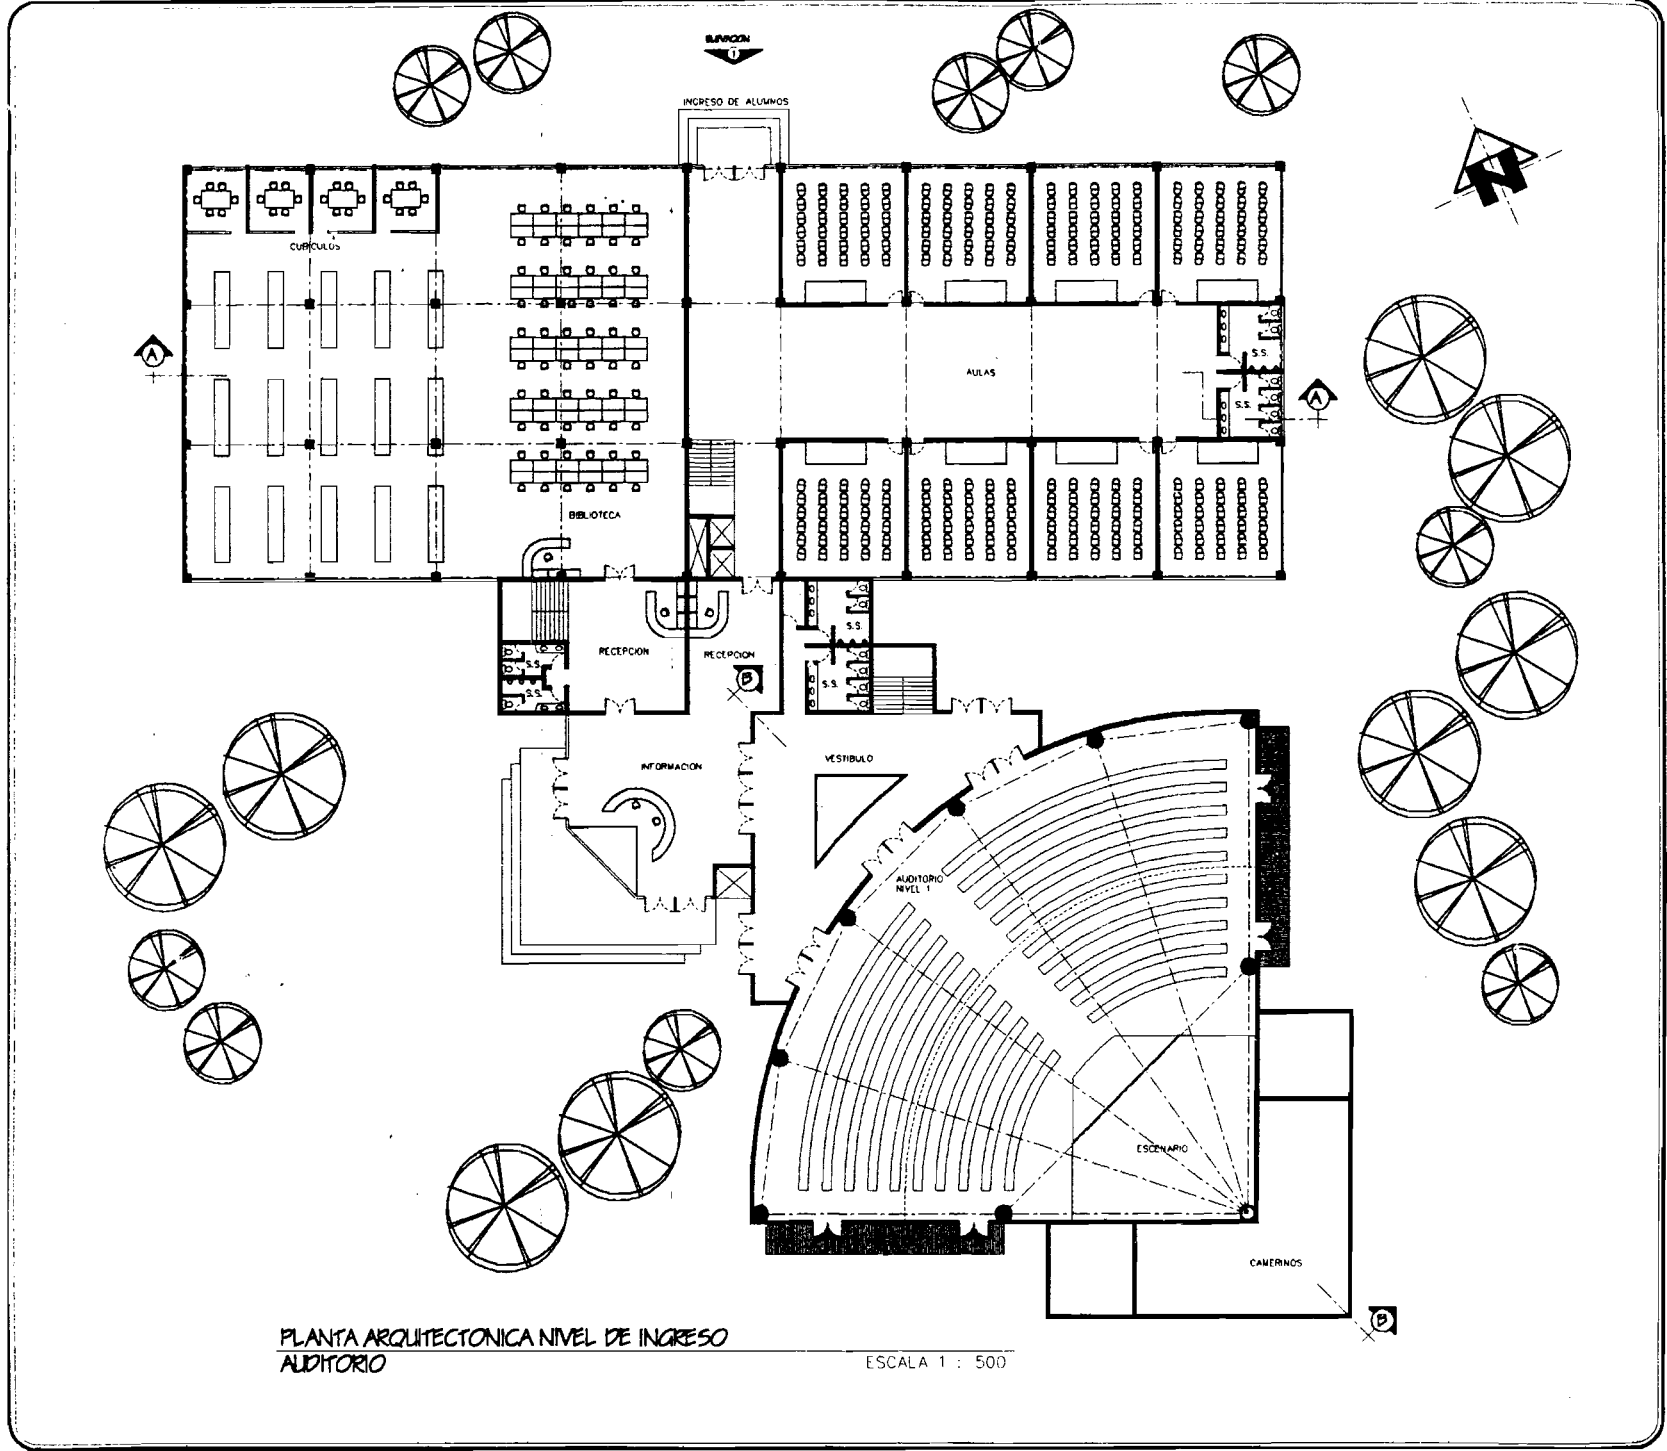 ELEVACION
1
INGRESO DE ALUMNOS
N
CUBICULOS
A
AULAS
S.S.
S.S.
A
BIBLIOTECA
RECEPCION
RECEPCION
S.S.
S.S.
S.S.
S.S.
B
INFORMACION
VESTIBULO
AUDITORIO
NIVEL 1
ESCENARIO
CAMERINOS
B
PLANTA ARQUITECTONICA NIVEL DE INGRESO
AUDITORIO
ESCALA 1 : 500